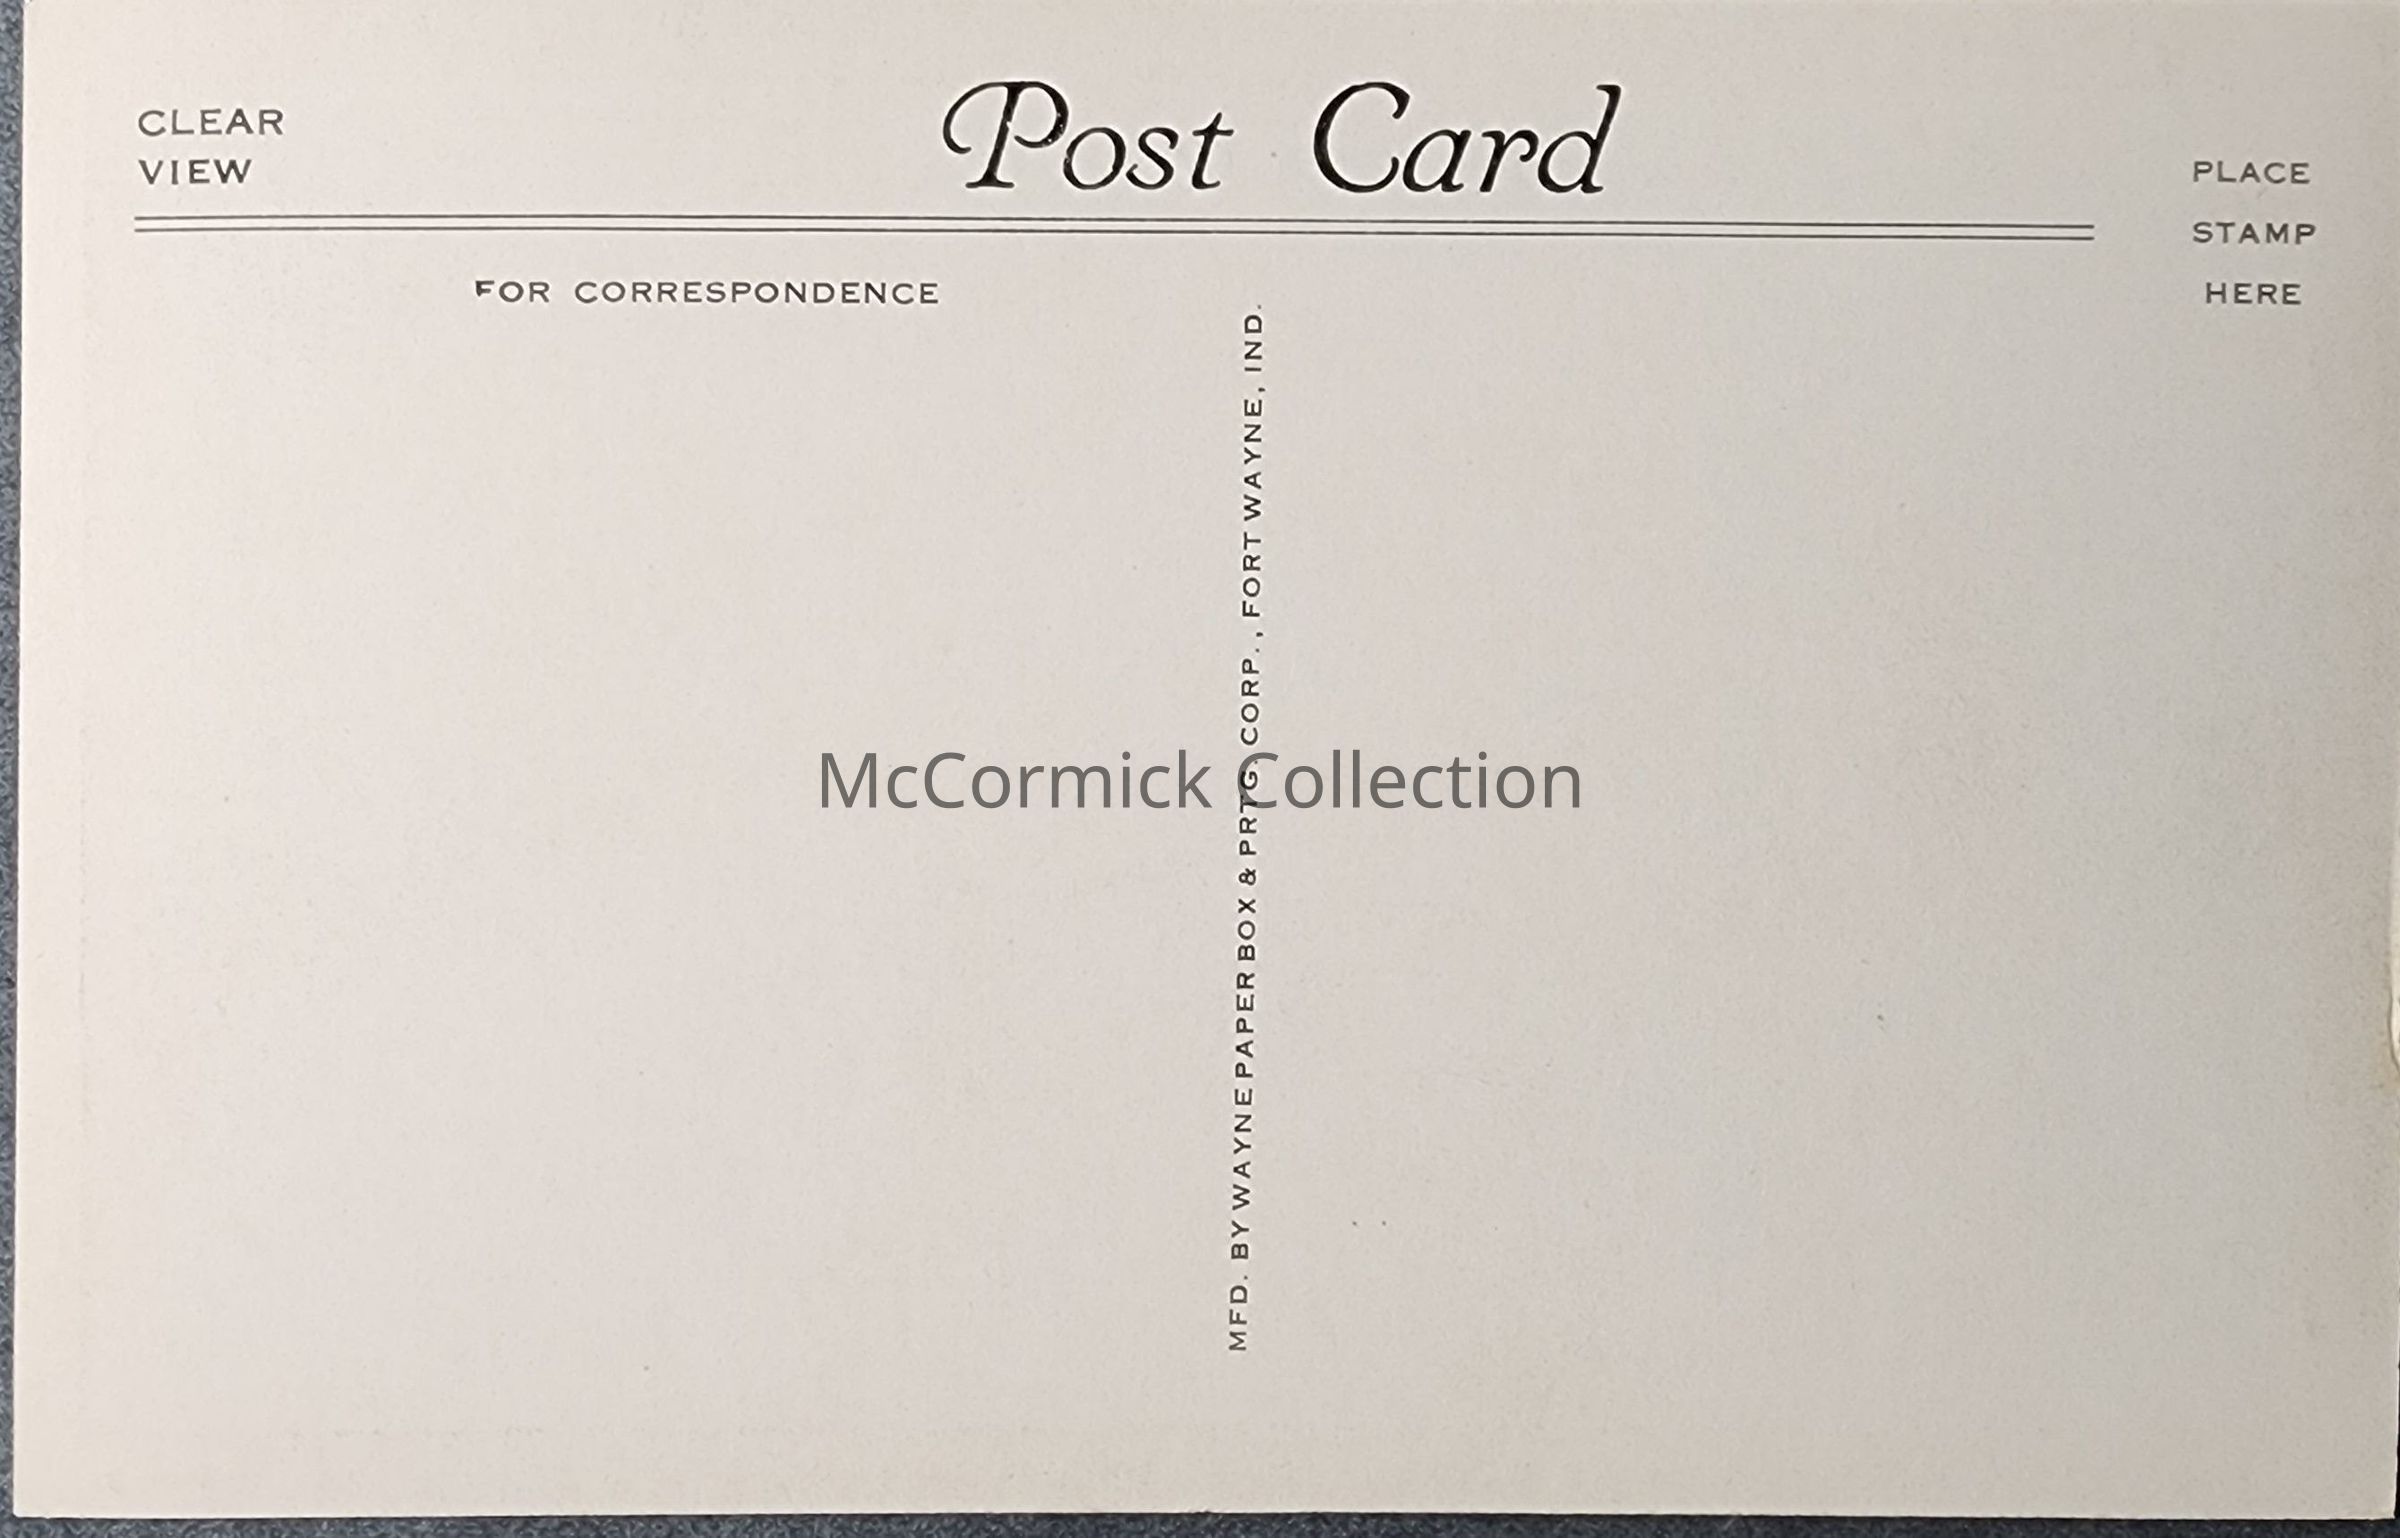 CLEAR
VIEW
Post Card
PLACE
STAMP
HERE
FOR CORRESPONDENCE
MFD. BY WAYNE PAPER BOX & PRTG. CORP., FORT WAYNE, IND.
McCormick Collection